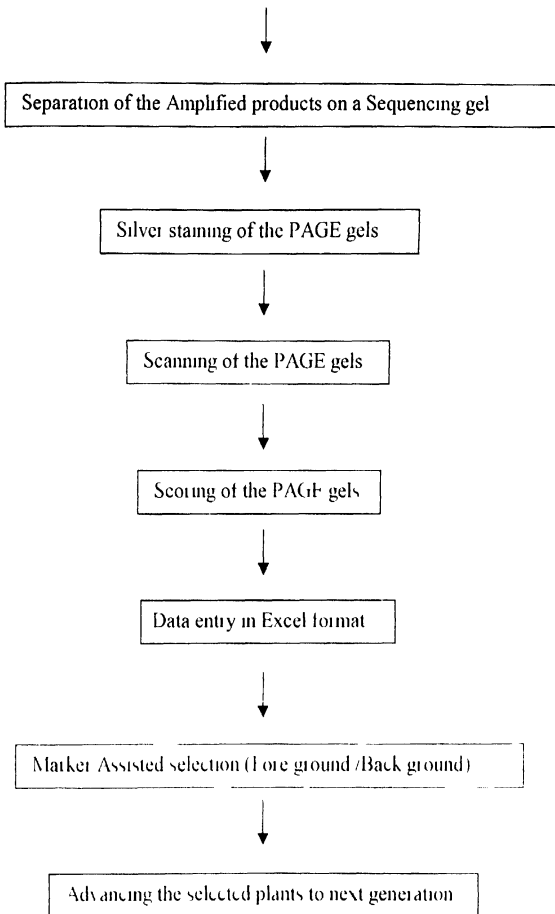 Separation of the Amplified products on a Sequencing gel
Silver staining of the PAGE gels
Scanning of the PAGE gels
Scoring of the PAGE gels
Data entry in Excel format
Marker Assisted selection (Fore ground /Back ground)
Advancing the selected plants to next generation